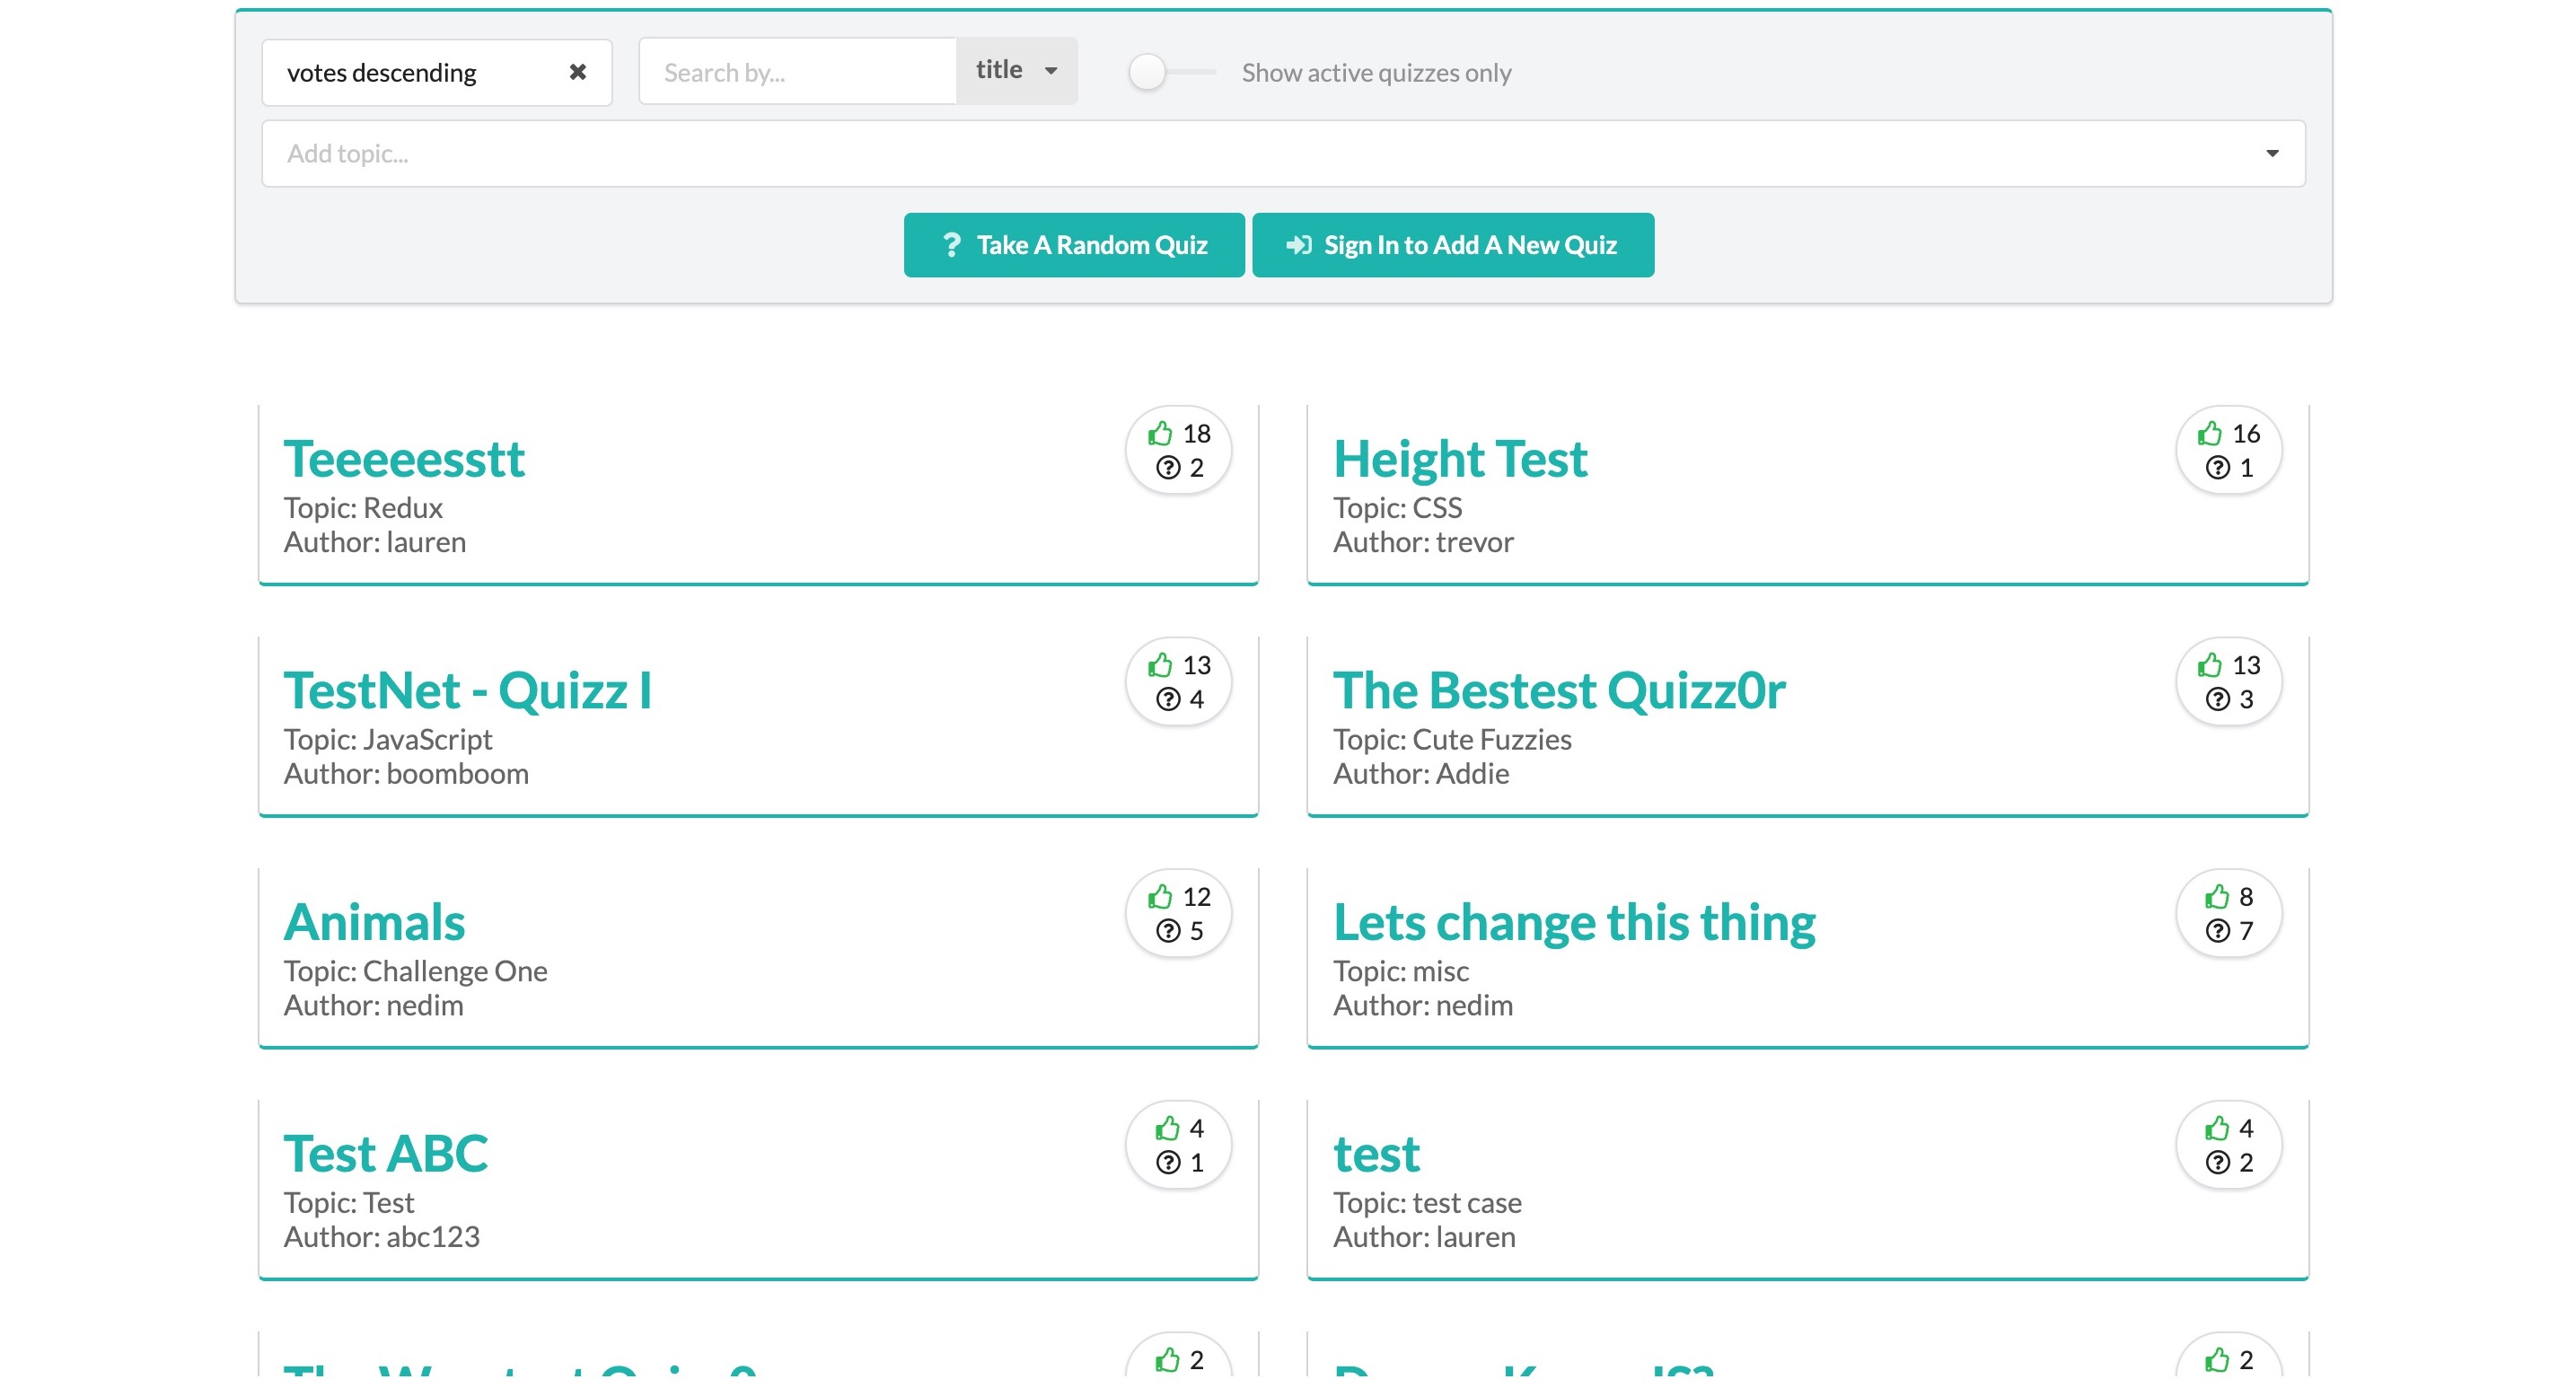 votes descending
Search by...
title
Show active quizzes only
Add topic...
Take A Random Quiz
Sign In to Add A New Quiz
Teeeeesstt
18
2
Topic: Redux
Author: lauren
Height Test
16
1
Topic: CSS
Author: trevor
TestNet - Quizz I
13
4
Topic: JavaScript
Author: boomboom
The Bestest Quizz0r
13
3
Topic: Cute Fuzzies
Author: Addie
Animals
12
5
Topic: Challenge One
Author: nedim
Lets change this thing
8
7
Topic: misc
Author: nedim
Test ABC
4
1
Topic: Test
Author: abc123
test
4
2
Topic: test case
Author: lauren
The
2
2